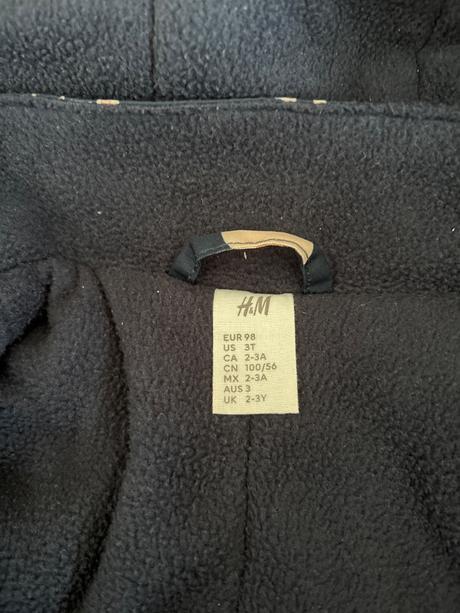 H&M
EUR 98
US 3T
CA 2-3A
CN 100/56
MX 2-3A
AUS 3
UK 2-3Y